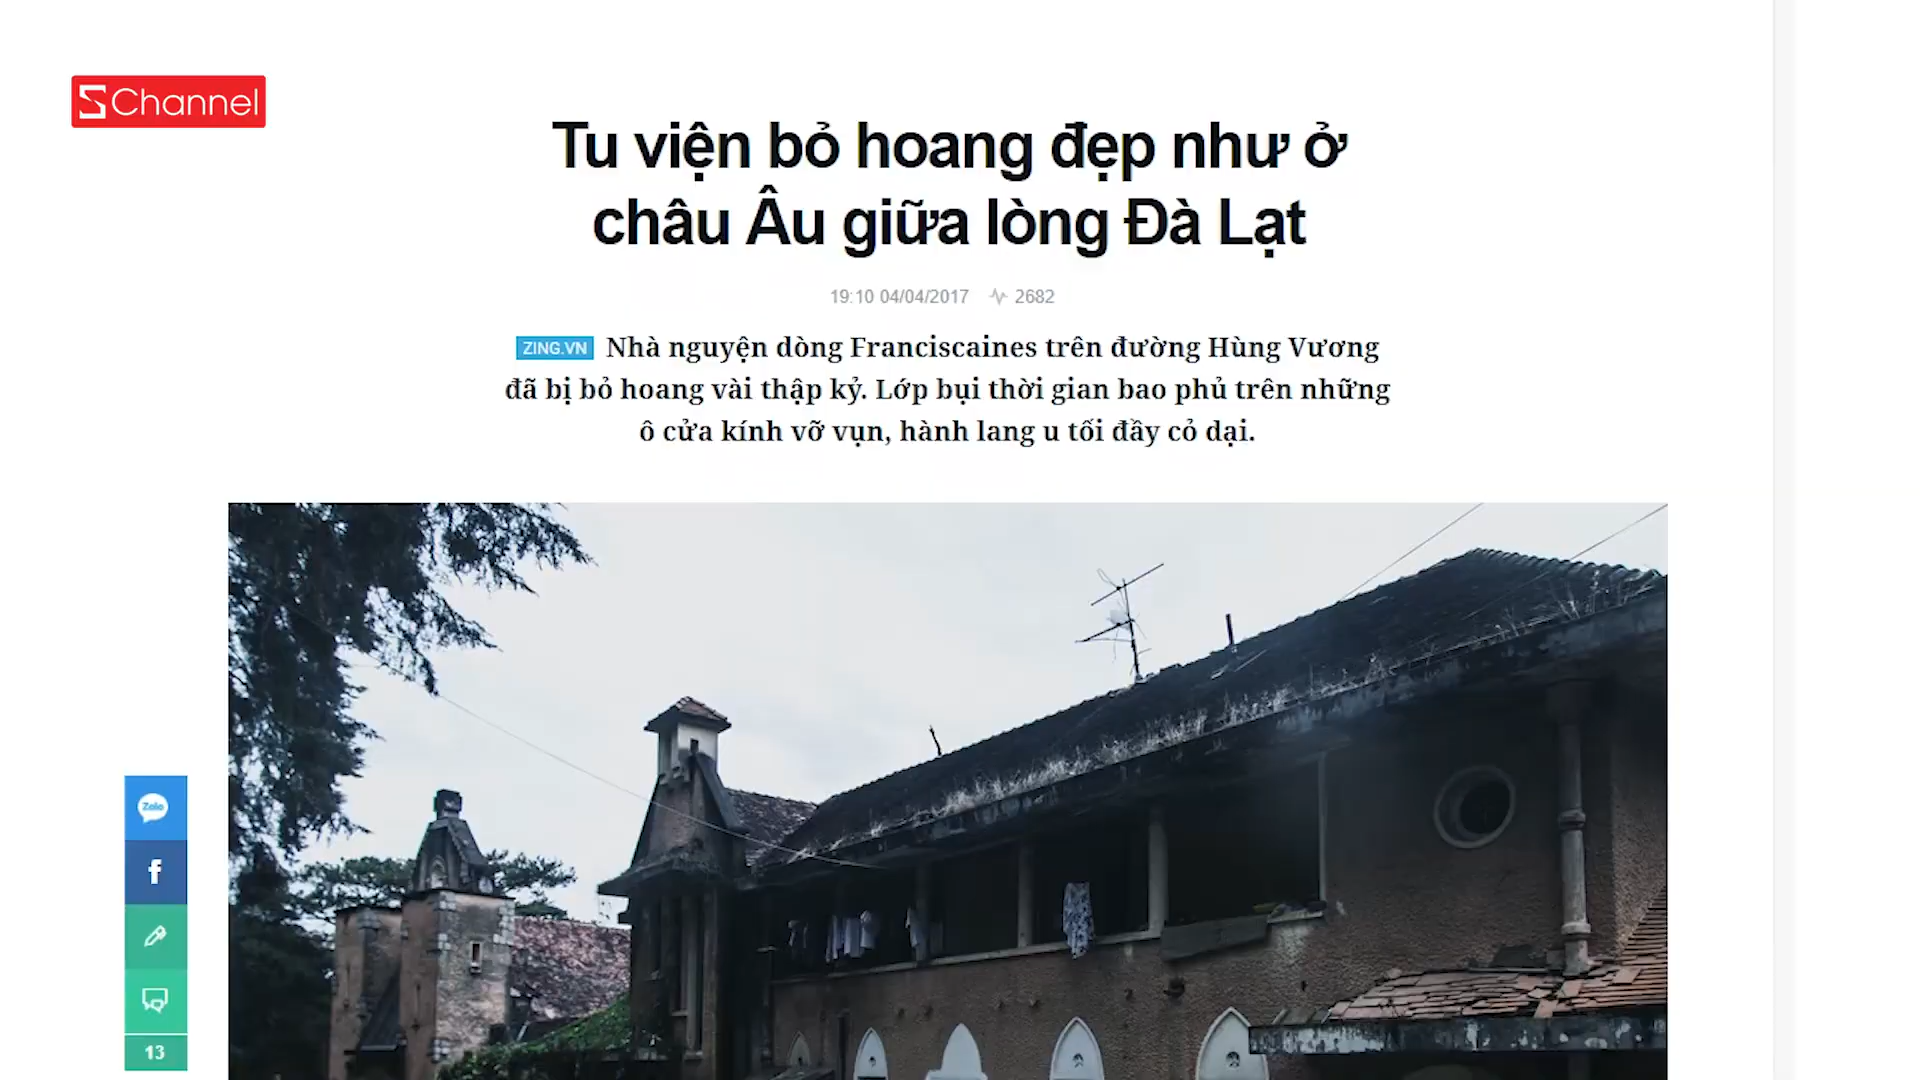 SChannel
Tu viện bỏ hoang đẹp như ở
châu Âu giữa lòng Đà Lạt
19:10 04/04/2017 2682
ZING.VN Nhà nguyện dòng Franciscaines trên đường Hùng Vương
đã bị bỏ hoang vài thập kỷ. Lớp bụi thời gian bao phủ trên những
ô cửa kính vỡ vụn, hành lang u tối đầy cỏ dại.
Zalo
f
13